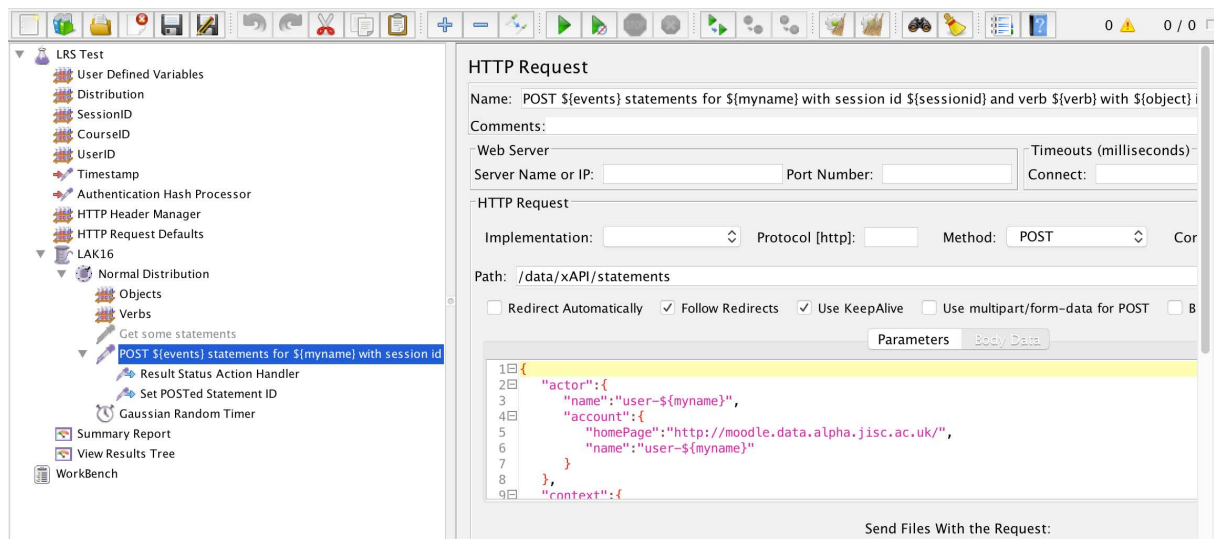 0 0 / 0
LRS Test
User Defined Variables
Distribution
SessionID
CourseID
UserID
Timestamp
Authentication Hash Processor
HTTP Header Manager
HTTP Request Defaults
LAK16
Normal Distribution
Objects
Verbs
Get some statements
POST ${events} statements for ${myname} with session id
Result Status Action Handler
Set POSTed Statement ID
Gaussian Random Timer
Summary Report
View Results Tree
WorkBench
HTTP Request
Name: POST ${events} statements for ${myname} with session id ${sessionid} and verb ${verb} with ${object} i
Comments:
Web Server
Timeouts (milliseconds)
Server Name or IP: Port Number: Connect:
HTTP Request
Implementation: Protocol [http]: Method: POST Cor
Path: /data/xAPI/statements
Redirect Automatically Follow Redirects Use KeepAlive Use multipart/form-data for POST B
Parameters Body Data
1 {
2 "actor":{
3 "name":"user-${myname}",
4 "account":{
5 "homePage":"http://moodle.data.alpha.jisc.ac.uk/",
6 "name":"user-${myname}"
7 }
8 },
9 "context":{
Send Files With the Request: